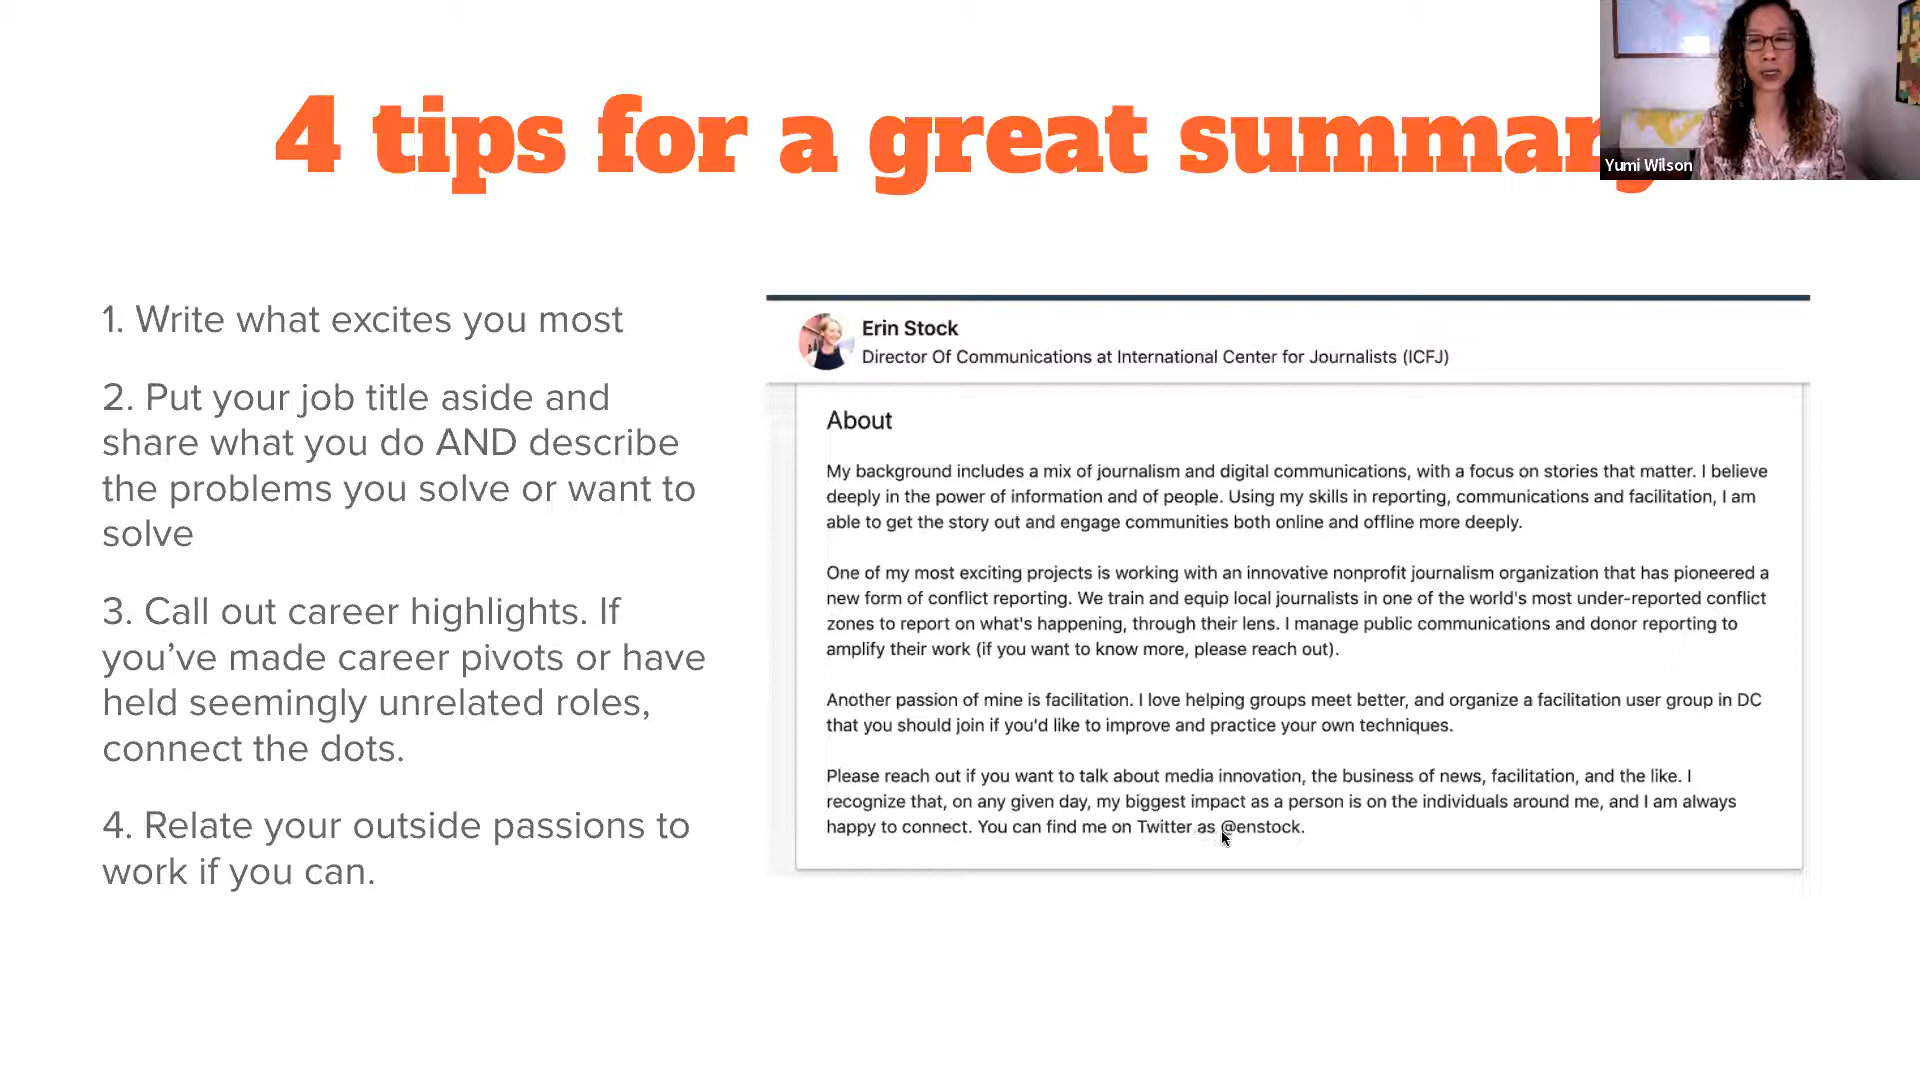 4 tips for a great summary
Yumi Wilson
1. Write what excites you most
2. Put your job title aside and
share what you do AND describe
the problems you solve or want to
solve
3. Call out career highlights. If
you’ve made career pivots or have
held seemingly unrelated roles,
connect the dots.
4. Relate your outside passions to
work if you can.
Erin Stock
Director Of Communications at International Center for Journalists (ICFJ)
About
My background includes a mix of journalism and digital communications, with a focus on stories that matter. I believe
deeply in the power of information and of people. Using my skills in reporting, communications and facilitation, I am
able to get the story out and engage communities both online and offline more deeply.
One of my most exciting projects is working with an innovative nonprofit journalism organization that has pioneered a
new form of conflict reporting. We train and equip local journalists in one of the world's most under-reported conflict
zones to report on what's happening, through their lens. I manage public communications and donor reporting to
amplify their work (if you want to know more, please reach out).
Another passion of mine is facilitation. I love helping groups meet better, and organize a facilitation user group in DC
that you should join if you'd like to improve and practice your own techniques.
Please reach out if you want to talk about media innovation, the business of news, facilitation, and the like. I
recognize that, on any given day, my biggest impact as a person is on the individuals around me, and I am always
happy to connect. You can find me on Twitter as @enstock.